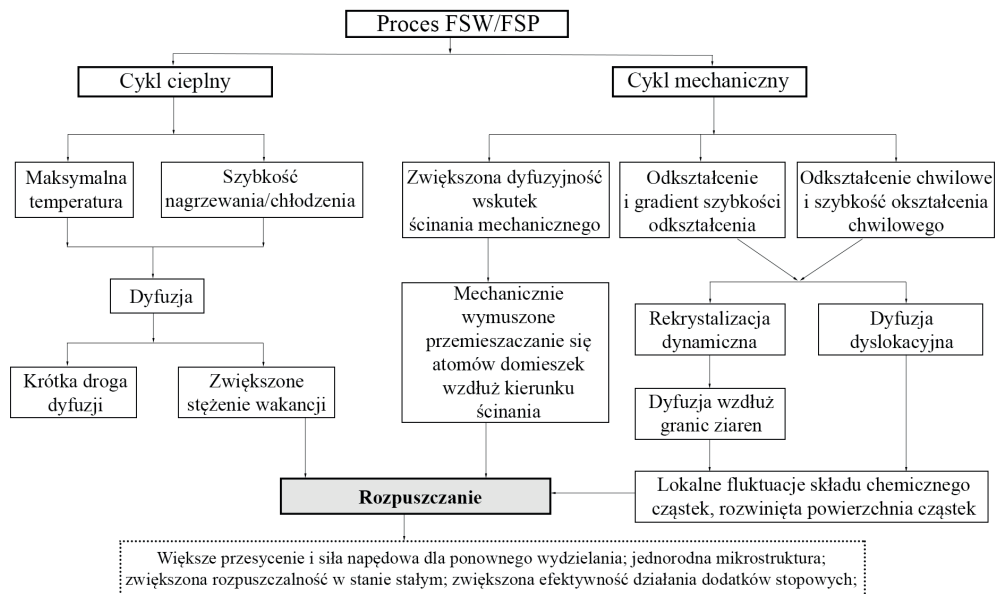 Proces FSW/FSP
Cykl cieplny
Cykl mechaniczny
Maksymalna
temperatura
Szybkość
nagrzewania/chłodzenia
Zwiększona dyfuzyjność
wskutek
ścinania mechanicznego
Odkształcenie
i gradient szybkości
odkształcenia
Odkształcenie chwilowe
i szybkość okształcenia
chwilowego
Dyfuzja
Mechanicznie
wymuszone
przemieszaczanie się
atomów domieszek
wzdłuż kierunku
ścinania
Rekrystalizacja
dynamiczna
Dyfuzja
dyslokacyjna
Krótka droga
dyfuzji
Zwiększone
stężenie wakancji
Dyfuzja wzdłuż
granic ziaren
Rozpuszczanie
Lokalne fluktuacje składu chemicznego
cząstek, rozwinięta powierzchnia cząstek
Większe przesycenie i siła napędowa dla ponownego wydzielania; jednorodna mikrostruktura;
zwiększona rozpuszczalność w stanie stałym; zwiększona efektywność działania dodatków stopowych;